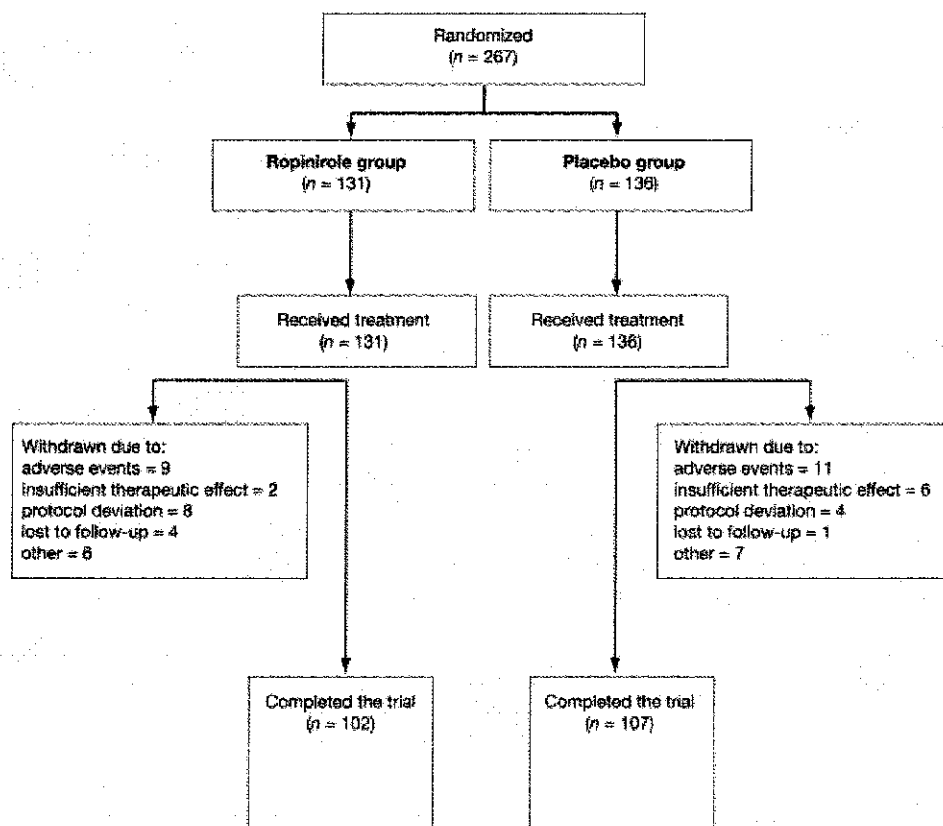 Randomized
(n = 267)
Ropinirole group
(n = 131)
Placebo group
(n = 136)
Received treatment
(n = 131)
Received treatment
(n = 136)
Withdrawn due to:
adverse events = 9
insufficient therapeutic effect = 2
protocol deviation = 8
lost to follow-up = 4
other = 6
Withdrawn due to:
adverse events = 11
insufficient therapeutic effect = 6
protocol deviation = 4
lost to follow-up = 1
other = 7
Completed the trial
(n = 102)
Completed the trial
(n = 107)